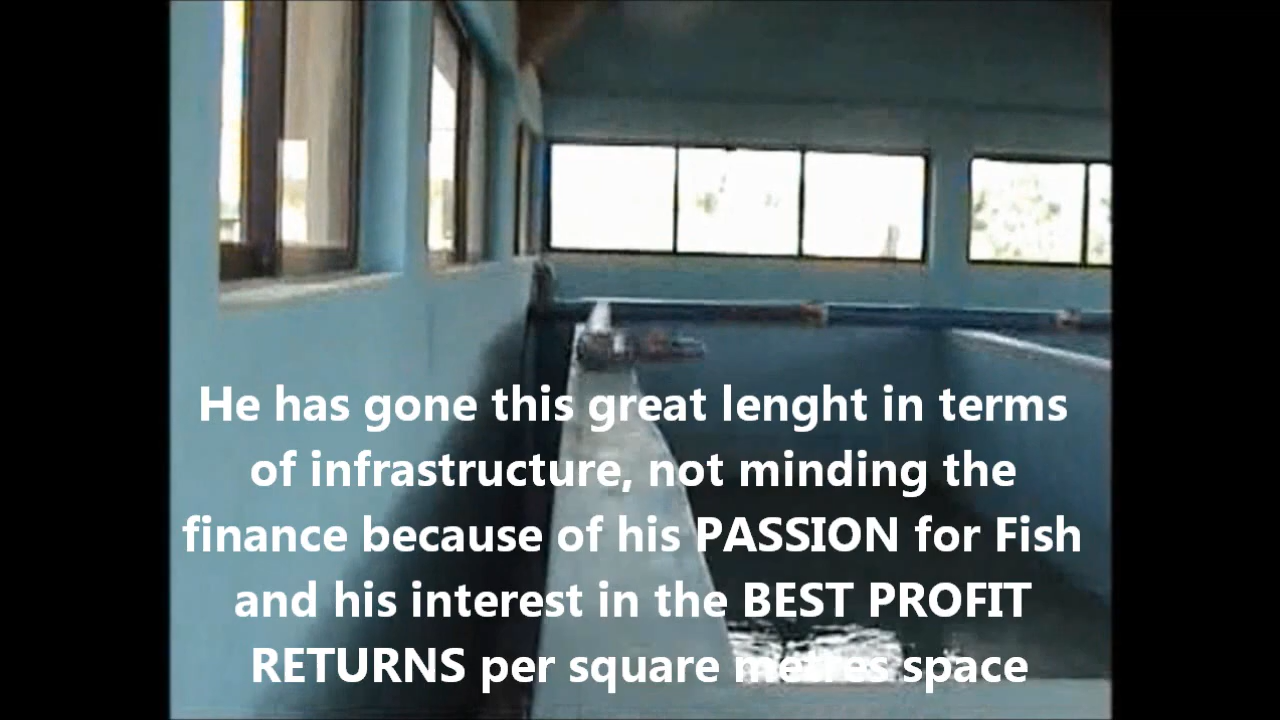 He has gone this great lenght in terms
of infrastructure, not minding the
finance because of his PASSION for Fish
and his interest in the BEST PROFIT
RETURNS per square metres space